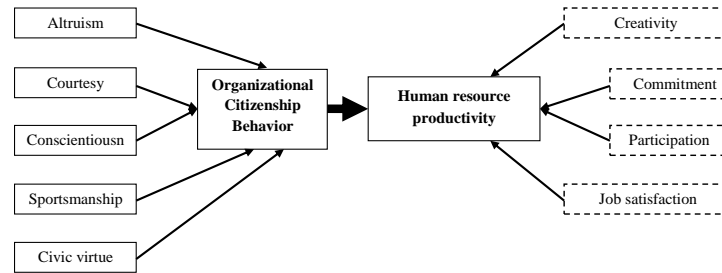 Altruism
Courtesy
Conscientiousn
Sportsmanship
Civic virtue
Organizational
Citizenship
Behavior
Human resource
productivity
Creativity
Commitment
Participation
Job satisfaction